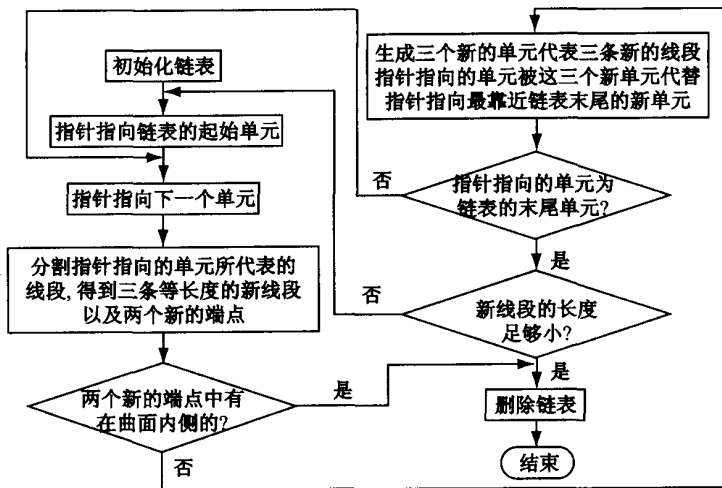 初始化链表
指针指向链表的起始单元
指针指向下一个单元
分割指针指向的单元所代表的
线段,得到三条等长度的新线段
以及两个新的端点
两个新的端点中有
在曲面内侧的?
是
否
生成三个新的单元代表三条新的线段
指针指向的单元被这三个新单元代替
指针指向最靠近链表末尾的新单元
指针指向的单元为
链表的末尾单元?
否
是
新线段的长度
足够小?
否
是
删除链表
结束